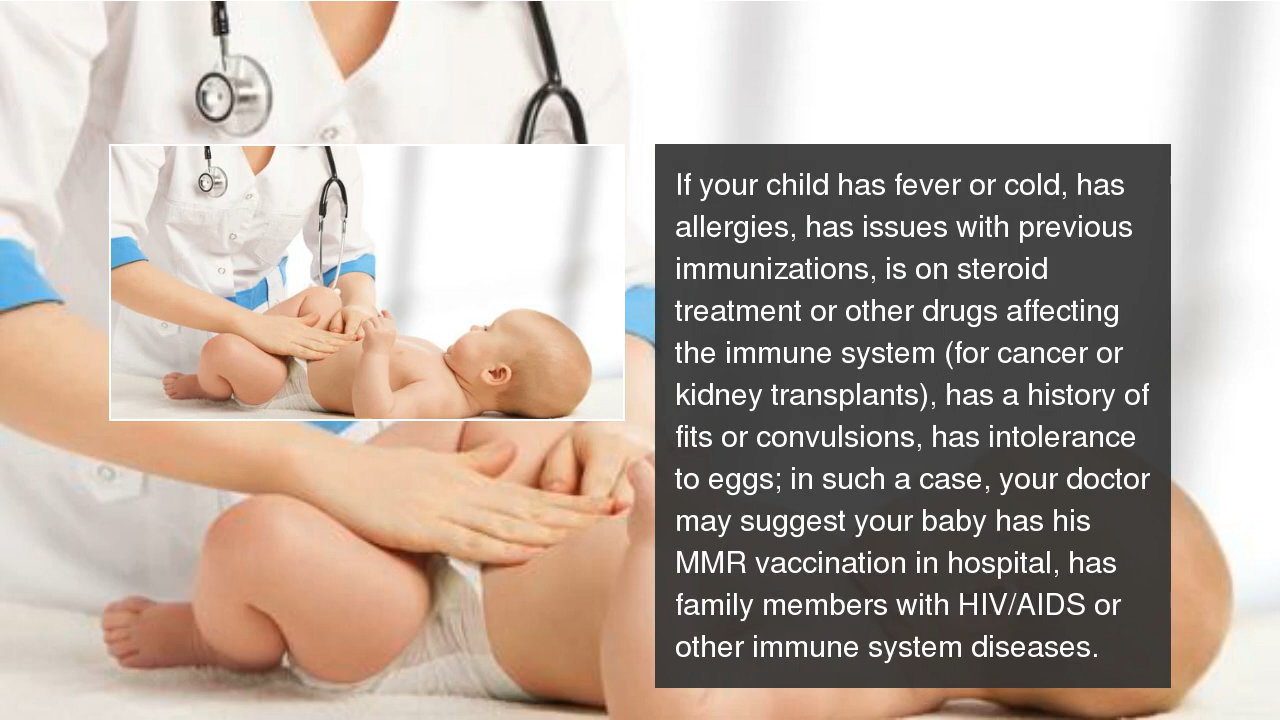 If your child has fever or cold, has
allergies, has issues with previous
immunizations, is on steroid
treatment or other drugs affecting
the immune system (for cancer or
kidney transplants), has a history of
fits or convulsions, has intolerance
to eggs; in such a case, your doctor
may suggest your baby has his
MMR vaccination in hospital, has
family members with HIV/AIDS or
other immune system diseases.